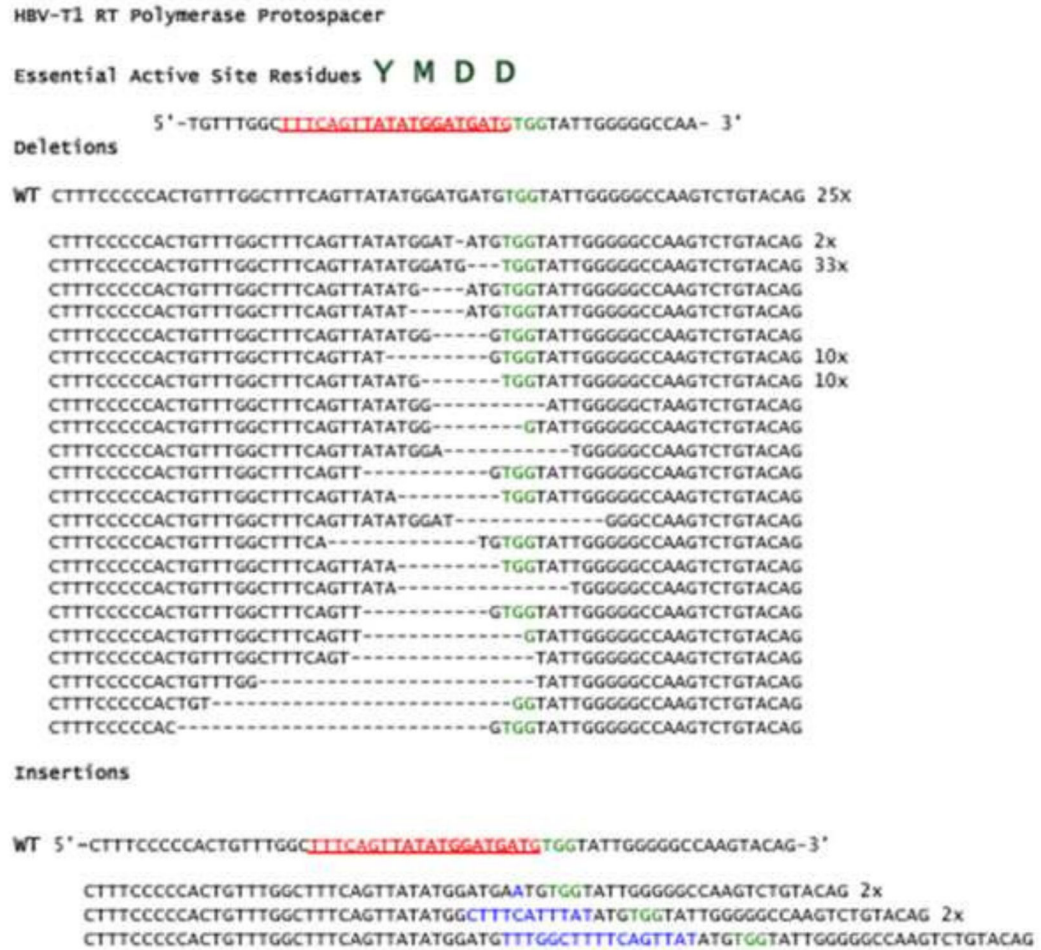 HBV-T1 RT Polymerase Protospacer
Essential Active Site Residues Y M D D
5'-TGTTTGGCTTTCAGTTATATGGATGATGTGGTATTGGGGGCCAA- 3'
Deletions
WT CTTTCCCCCACTGTTTGGCTTTCAGTTATATGGATGATGTGGTATTGGGGGCCAAGTCTGTACAG 25x
CTTTCCCCCACTGTTTGGCTTTCAGTTATATGGAT-ATGTGGTATTGGGGGCCAAGTCTGTACAG 2x
CTTTCCCCCACTGTTTGGCTTTCAGTTATATGGATG---TGGTATTGGGGGCCAAGTCTGTACAG 33x
CTTTCCCCCACTGTTTGGCTTTCAGTTATATG----ATGTGGTATTGGGGGCCAAGTCTGTACAG
CTTTCCCCCACTGTTTGGCTTTCAGTTATAT-----ATGTGGTATTGGGGGCCAAGTCTGTACAG
CTTTCCCCCACTGTTTGGCTTTCAGTTATATGG-----GTGGTATTGGGGGCCAAGTCTGTACAG
CTTTCCCCCACTGTTTGGCTTTCAGTTAT---------GTGGTATTGGGGGCCAAGTCTGTACAG 10x
CTTTCCCCCACTGTTTGGCTTTCAGTTATATG-------TGGTATTGGGGGCCAAGTCTGTACAG 10x
CTTTCCCCCACTGTTTGGCTTTCAGTTATATGG----------ATTGGGGGCTAAGTCTGTACAG
CTTTCCCCCACTGTTTGGCTTTCAGTTATATGG--------GTATTGGGGGCCAAGTCTGTACAG
CTTTCCCCCACTGTTTGGCTTTCAGTTATATGGA-----------TGGGGGCCAAGTCTGTACAG
CTTTCCCCCACTGTTTGGCTTTCAGTT-----------GTGGTATTGGGGGCCAAGTCTGTACAG
CTTTCCCCCACTGTTTGGCTTTCAGTTATA---------TGGTATTGGGGGCCAAGTCTGTACAG
CTTTCCCCCACTGTTTGGCTTTCAGTTATATGGAT-------------GGGCCAAGTCTGTACAG
CTTTCCCCCACTGTTTGGCTTTCA-------------TGTGGTATTGGGGGCCAAGTCTGTACAG
CTTTCCCCCACTGTTTGGCTTTCAGTTATA---------TGGTATTGGGGGCCAAGTCTGTACAG
CTTTCCCCCACTGTTTGGCTTTCAGTTATA---------------TGGGGGCCAAGTCTGTACAG
CTTTCCCCCACTGTTTGGCTTTCAGTT-----------GTGGTATTGGGGGCCAAGTCTGTACAG
CTTTCCCCCACTGTTTGGCTTTCAGTT--------------GTATTGGGGGCCAAGTCTGTACAG
CTTTCCCCCACTGTTTGGCTTTCAGT----------------TATTGGGGGCCAAGTCTGTACAG
CTTTCCCCCACTGTTTGG------------------------TATTGGGGGCCAAGTCTGTACAG
CTTTCCCCCACTGT--------------------------GGTATTGGGGGCCAAGTCTGTACAG
CTTTCCCCCAC---------------------------GTGGTATTGGGGGCCAAGTCTGTACAG
Insertions
WT 5'-CTTTCCCCCACTGTTTGGCTTTCAGTTATATGGATGATGTGGTATTGGGGGCCAAGTACAG-3'
CTTTCCCCCACTGTTTGGCTTTCAGTTATATGGATGAATGTGGTATTGGGGGCCAAGTCTGTACAG 2x
CTTTCCCCCACTGTTTGGCTTTCAGTTATATGGCTTTCATTTATATGTGGTATTGGGGGCCAAGTCTGTACAG 2x
CTTTCCCCCACTGTTTGGCTTTCAGTTATATGGATGTTTGGCTTTTCAGTTATATGTGGTATTGGGGGCCAAGTCTGTACAG